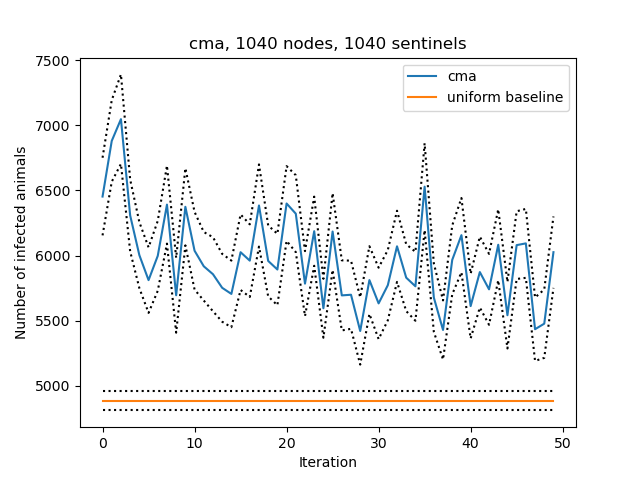 cma, 1040 nodes, 1040 sentinels
cma
uniform baseline
Number of infected animals
7500
7000
6500
6000
5500
5000
0 10 20 30 40 50
Iteration